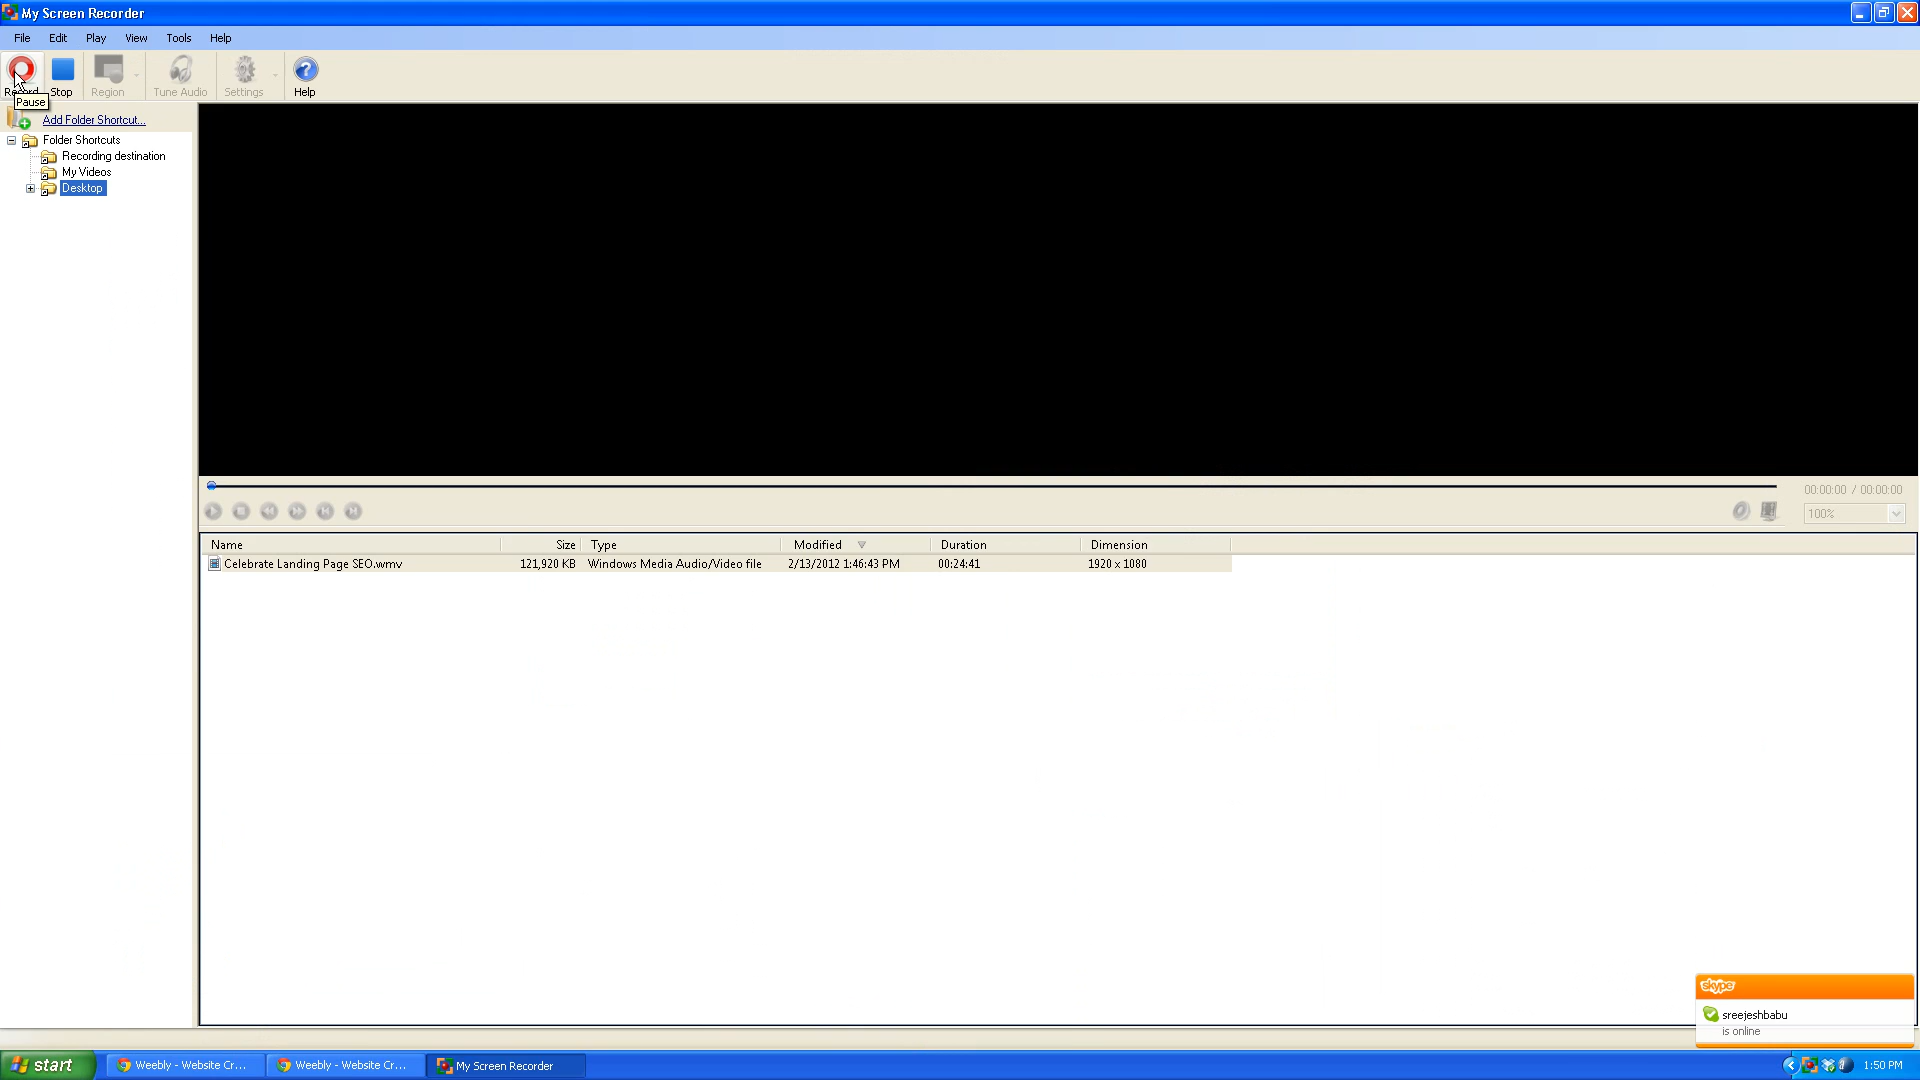 My Screen Recorder
File Edit Play View Tools Help
Record Stop Region Tune Audio Settings Help
Pause
Add Folder Shortcut...
Folder Shortcuts
Recording destination
My Videos
Desktop
00:00:00 / 00:00:00
100%
Name Size Type Modified Duration Dimension
Celebrate Landing Page SEO.wmv 121,920 KB Windows Media Audio/Video file 2/13/2012 1:46:43 PM 00:24:41 1920 x 1080
skype
sreejeshbabu
is online
start Weebly - Website Cr... Weebly - Website Cr... My Screen Recorder 1:50 PM